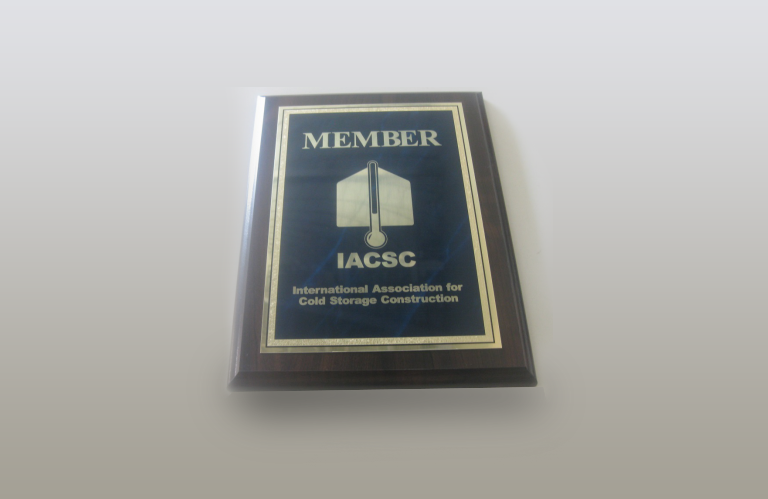 MEMBER
IACSC
International Association for
Cold Storage Construction